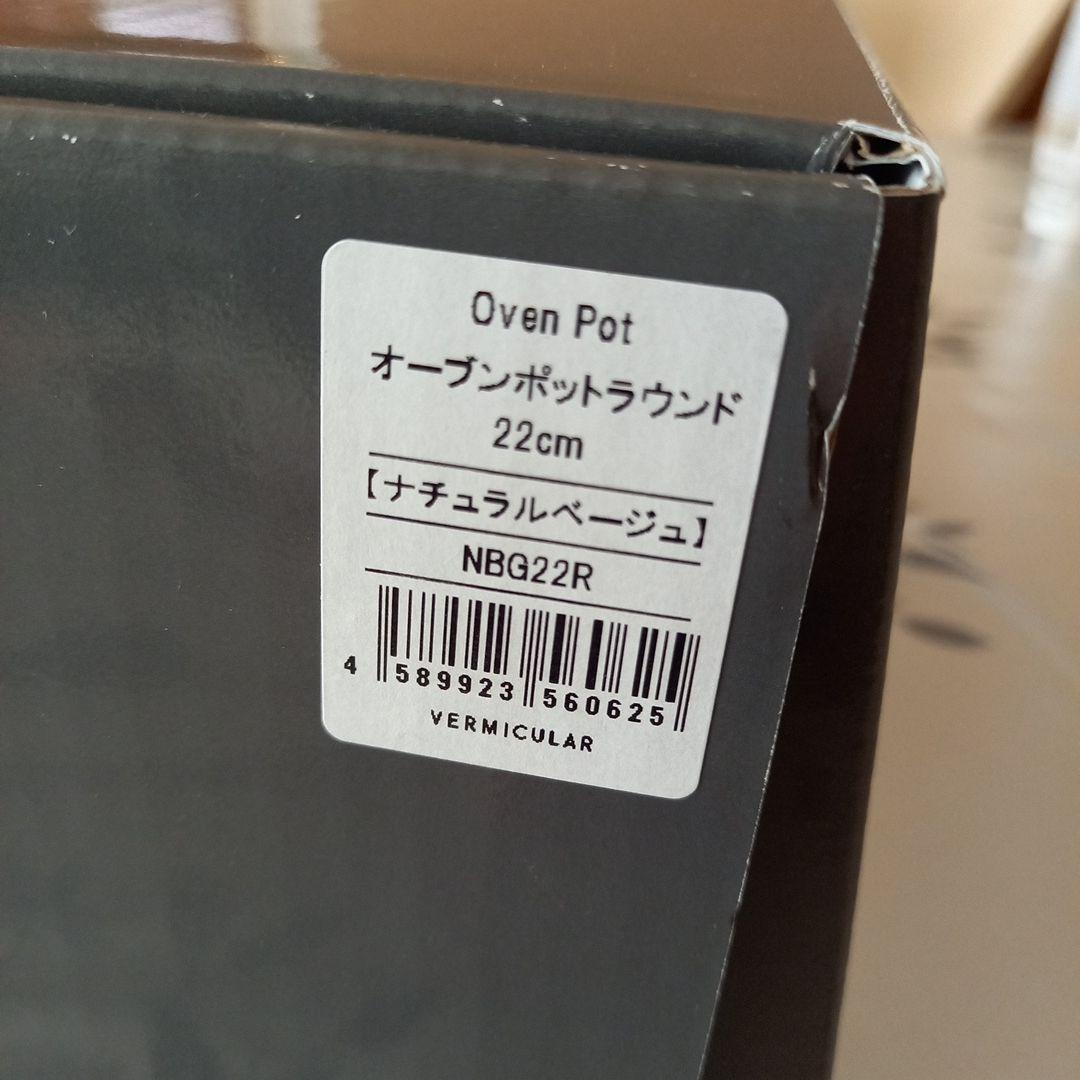 Oven Pot
オーブンポットラウンド
22cm
【ナチュラルベージュ】
NBG22R
4 589923 560625
VERMICULAR